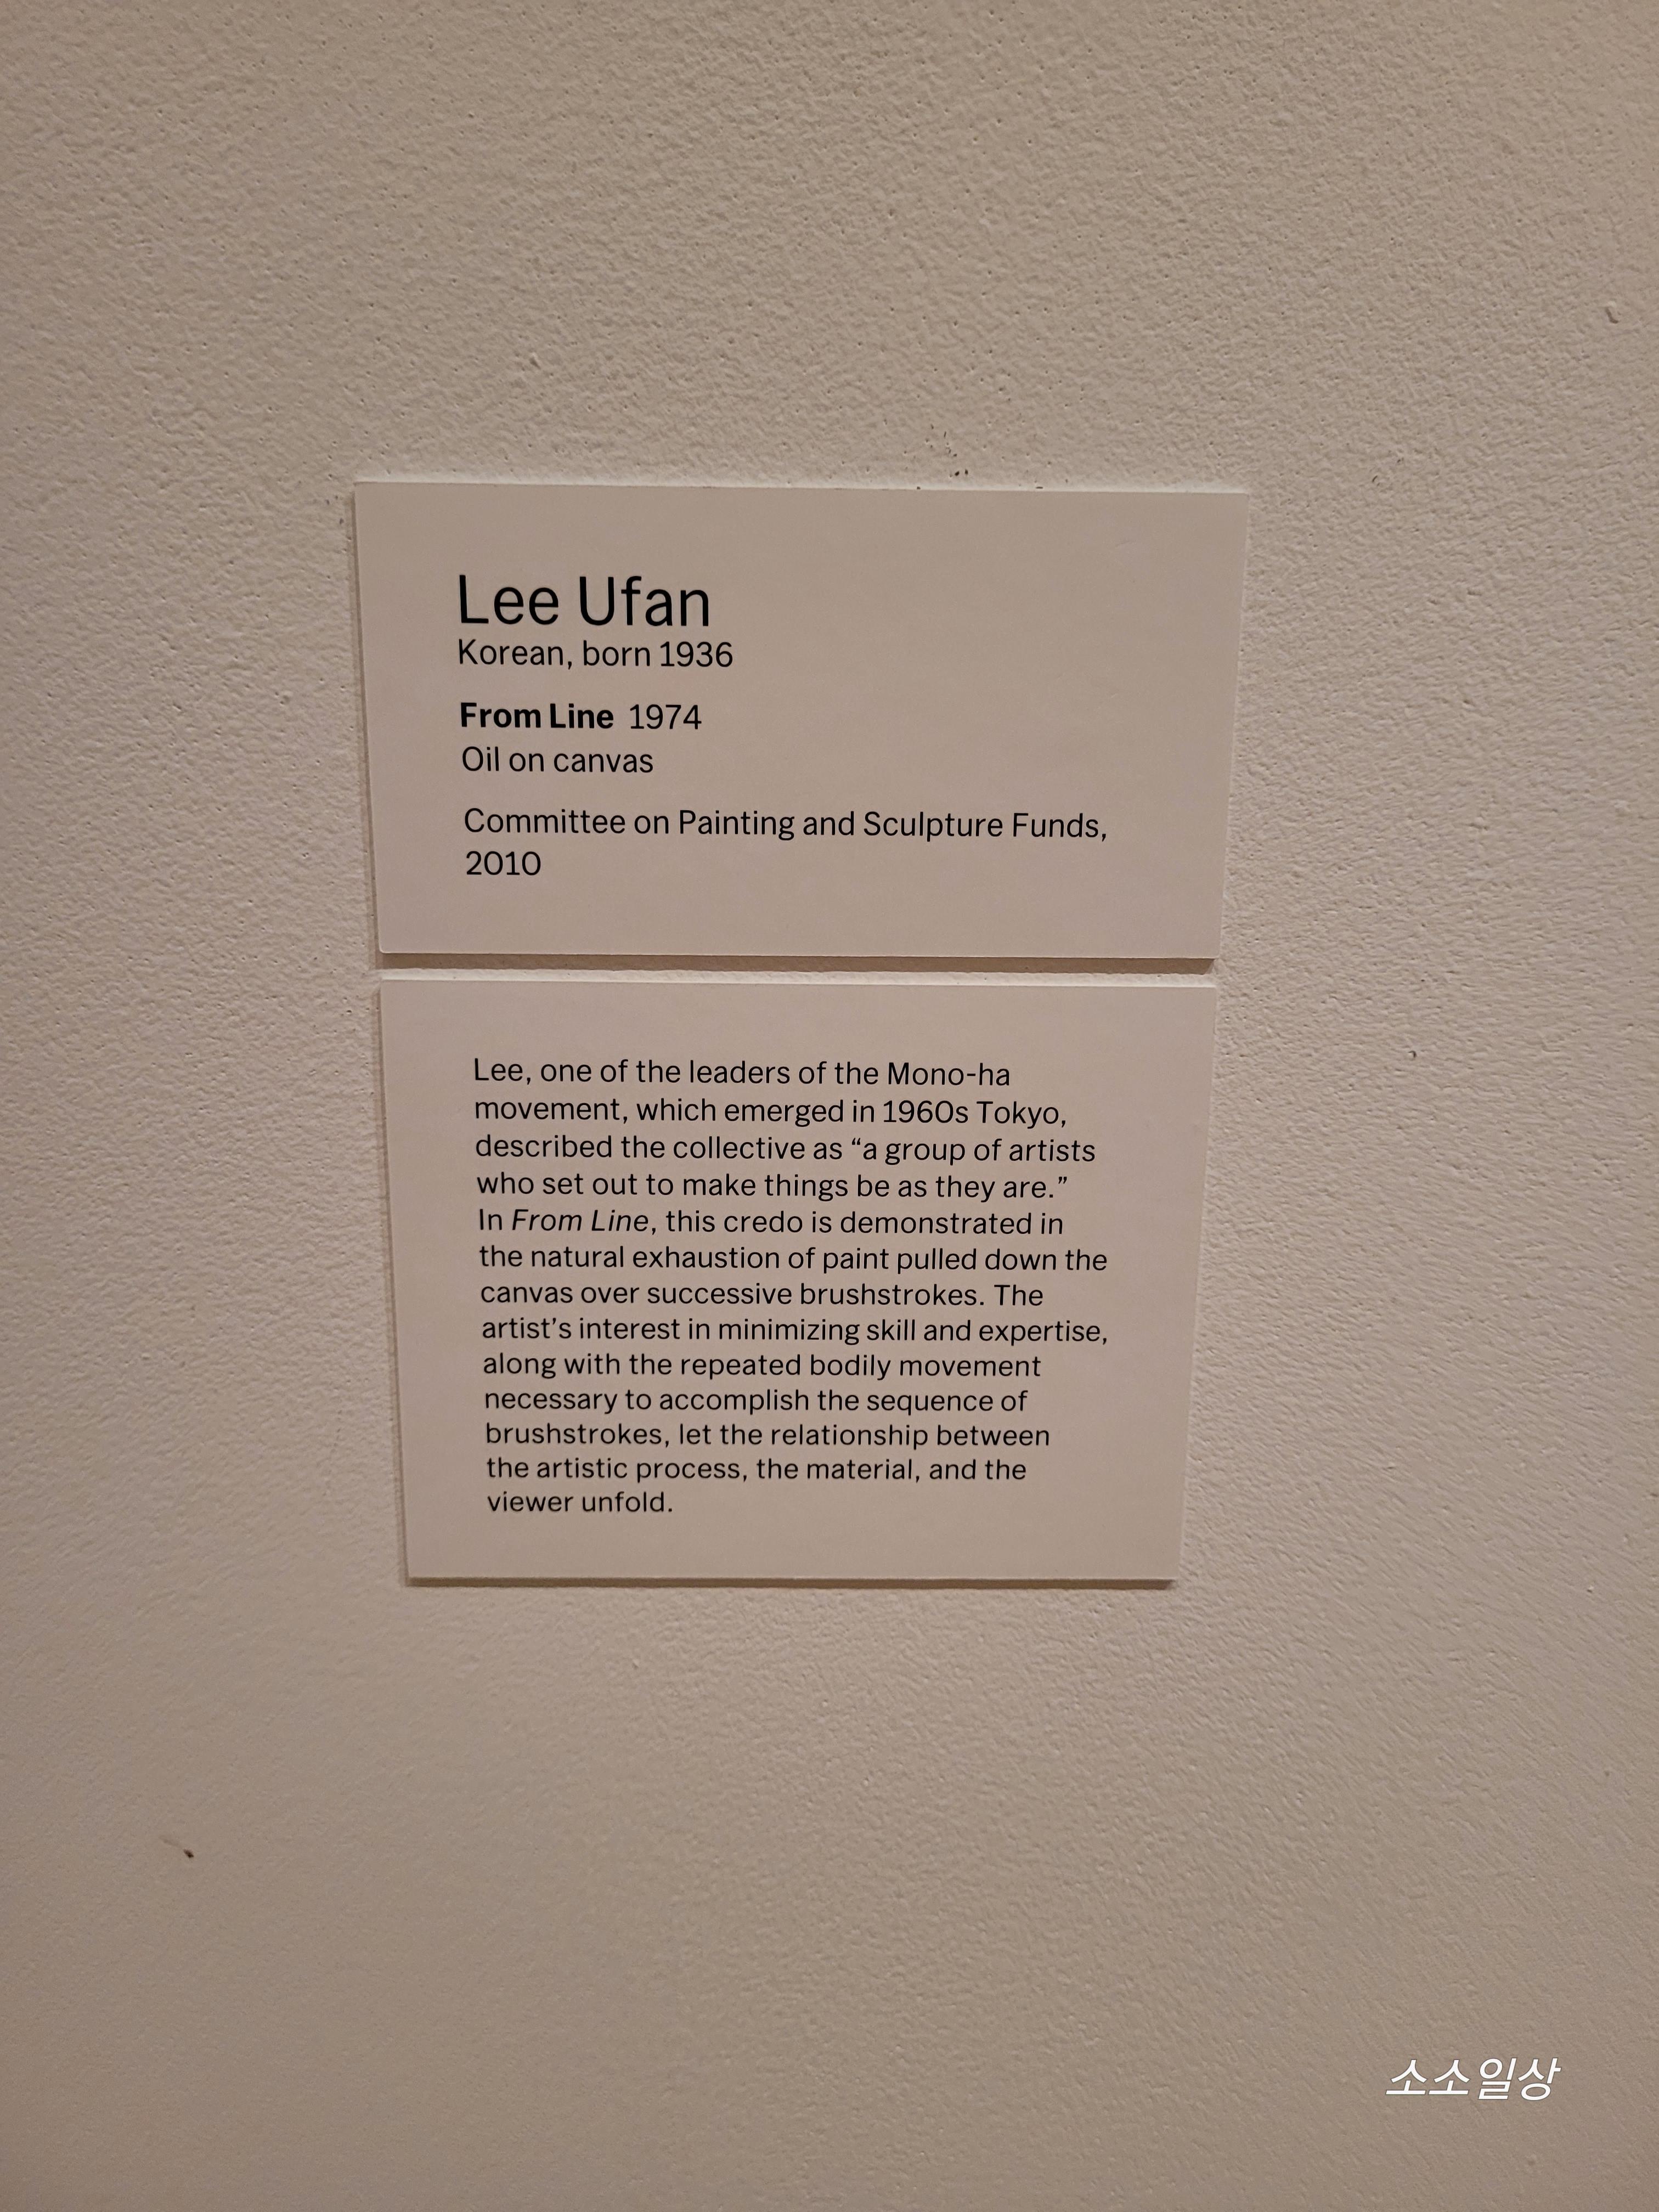 Lee Ufan
Korean, born 1936
From Line 1974
Oil on canvas
Committee on Painting and Sculpture Funds,
2010
Lee, one of the leaders of the Mono-ha
movement, which emerged in 1960s Tokyo,
described the collective as “a group of artists
who set out to make things be as they are.”
In From Line, this credo is demonstrated in
the natural exhaustion of paint pulled down the
canvas over successive brushstrokes. The
artist’s interest in minimizing skill and expertise,
along with the repeated bodily movement
necessary to accomplish the sequence of
brushstrokes, let the relationship between
the artistic process, the material, and the
viewer unfold.
소소일상